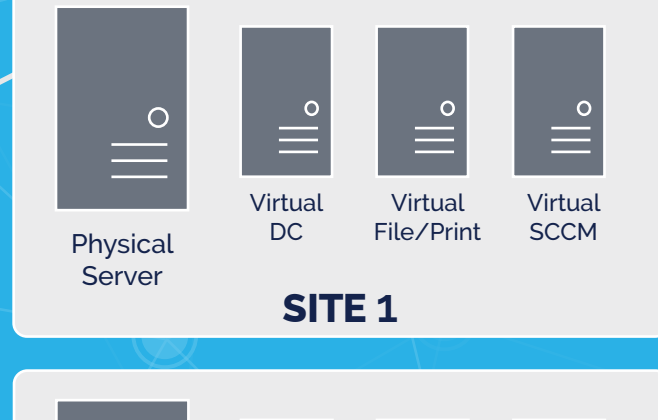 Physical
Server
Virtual
DC
Virtual
File/Print
Virtual
SCCM
SITE 1